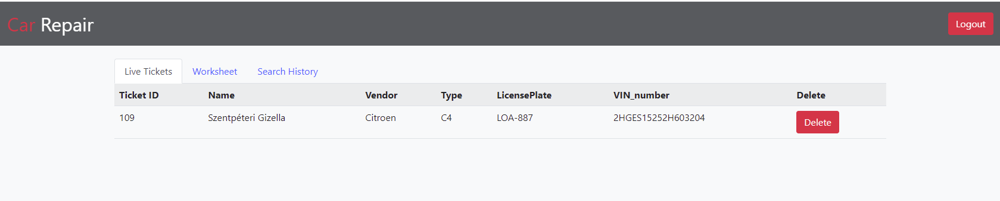 Car Repair
Logout
Live Tickets Worksheet Search History
Ticket ID Name Vendor Type LicensePlate VIN_number Delete
109 Szentpéteri Gizella Citroen C4 LOA-887 2HGES15252H603204 Delete